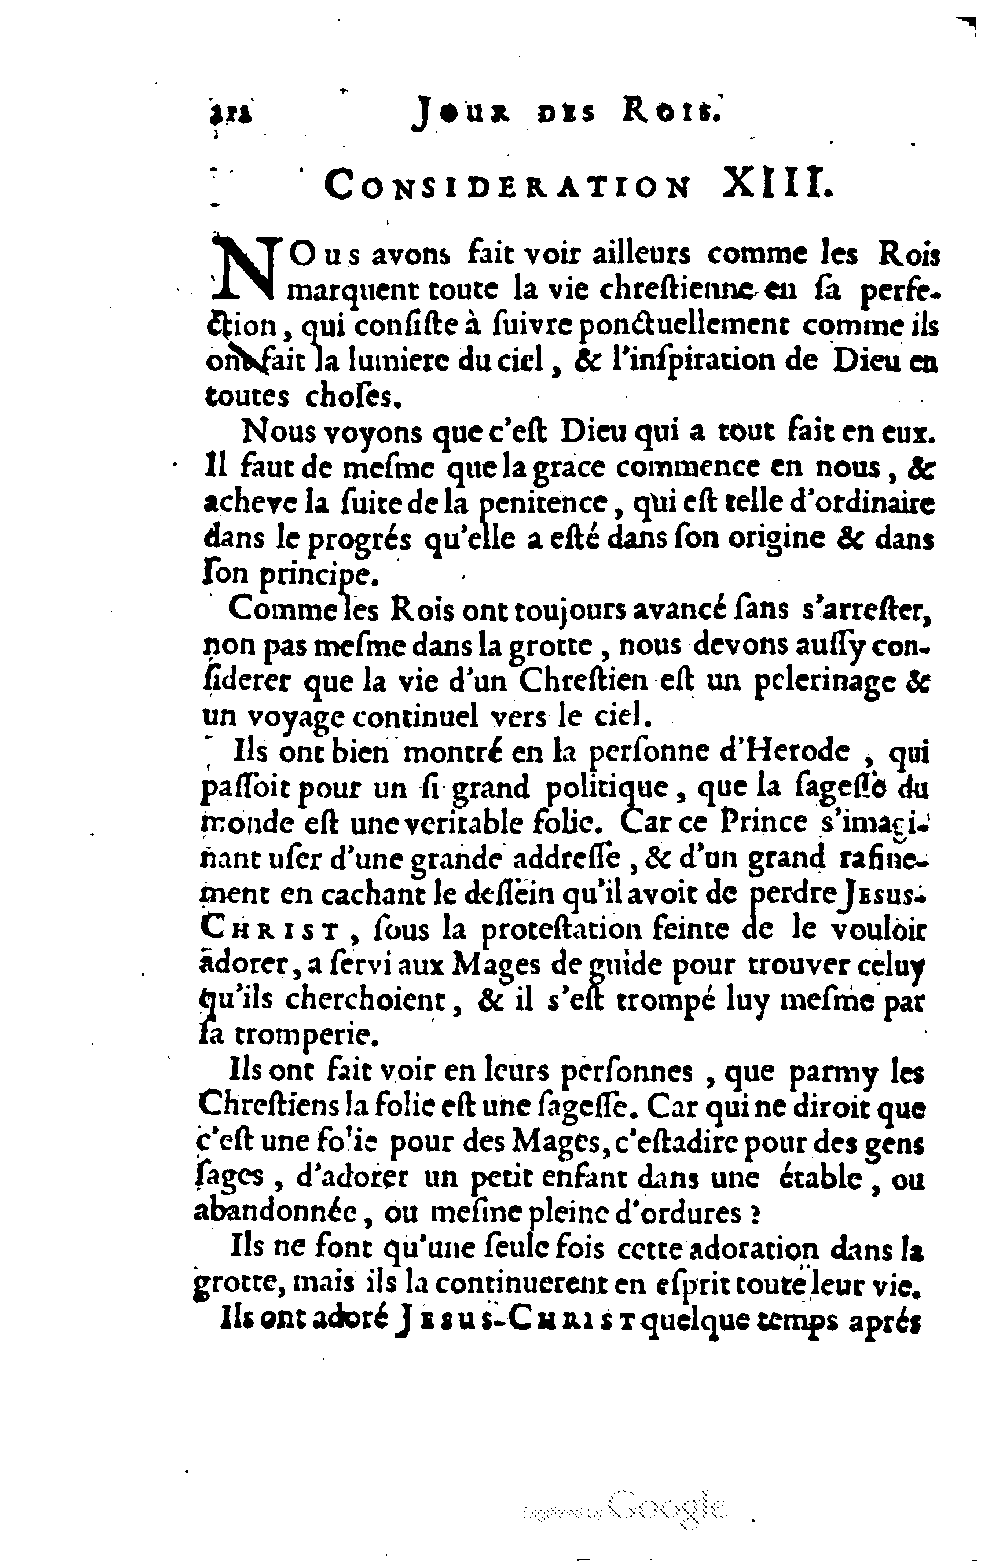 212 JOUR DES ROIS.
CONSIDERATION XIII.
NOus avons fait voir ailleurs comme les Rois
marquent toute la vie chreſtienne en ſa perfe-
ction, qui conſiſte à ſuivre ponctuellement comme ils
ont fait la lumiere du ciel, & l'inſpiration de Dieu en
toutes choſes.
Nous voyons que c'eſt Dieu qui a tout fait en eux.
Il faut de meſme que la grace commence en nous, &
acheve la ſuite de la penitence, qui eſt telle d'ordinaire
dans le progrés qu'elle a eſté dans ſon origine & dans
ſon principe.
Comme les Rois ont toujours avancé ſans s'arreſter,
non pas meſme dans la grotte, nous devons auſſy con-
ſiderer que la vie d'un Chreſtien eſt un pelerinage &
un voyage continuel vers le ciel.
Ils ont bien montré en la perſonne d'Herode, qui
paſſoit pour un ſi grand politique, que la ſageſſe du
monde eſt une veritable folie. Car ce Prince s'imagi-
nant uſer d'une grande addreſſe, & d'un grand rafine-
ment en cachant le deſſein qu'il avoit de perdre JESUS-
CHRIST, ſous la proteſtation feinte de le vouloir
adorer, a ſervi aux Mages de guide pour trouver celuy
qu'ils cherchoient, & il s'eſt trompé luy meſme par
ſa tromperie.
Ils ont fait voir en leurs perſonnes, que parmy les
Chreſtiens la folie eſt une ſageſſe. Car qui ne diroit que
c'eſt une folie pour des Mages, c'eſtadire pour des gens
ſages, d'adorer un petit enfant dans une étable, ou
abandonnée, ou meſme pleine d'ordures?
Ils ne font qu'une ſeule fois cette adoration dans la
grotte, mais ils la continuerent en eſprit toute leur vie.
Ils ont adoré JESUS-CHRIST quelque temps aprés
Digitized by Google